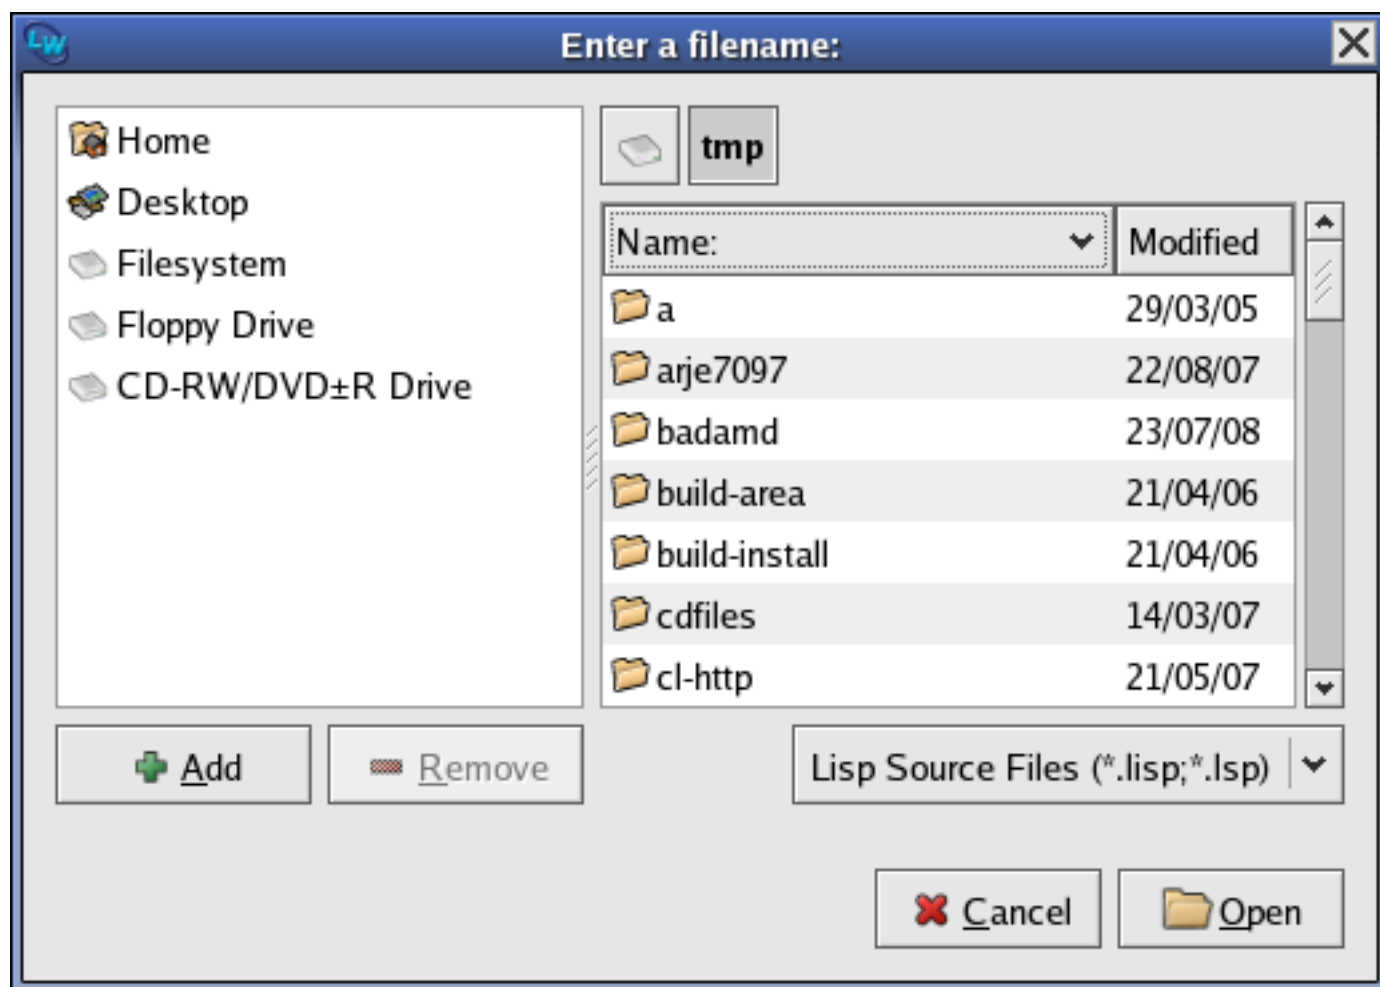 LW
Enter a filename:
Home
Desktop
Filesystem
Floppy Drive
CD-RW/DVD±R Drive
tmp
Name: Modified
a 29/03/05
arje7097 22/08/07
badamd 23/07/08
build-area 21/04/06
build-install 21/04/06
cdfiles 14/03/07
cl-http 21/05/07
Add Remove
Lisp Source Files (*.lisp;*.lsp)
Cancel Open